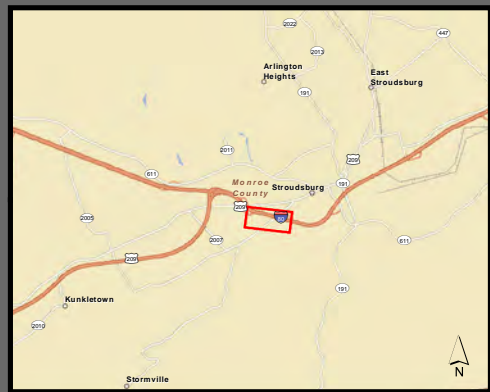 2022
447
2013
Arlington
Heights
East
Stroudsburg
191
2011
209
611
Monroe
County
Stroudsburg
191
209
80
2005
2007
611
209
191
Kunkletown
2010
Stormville
N